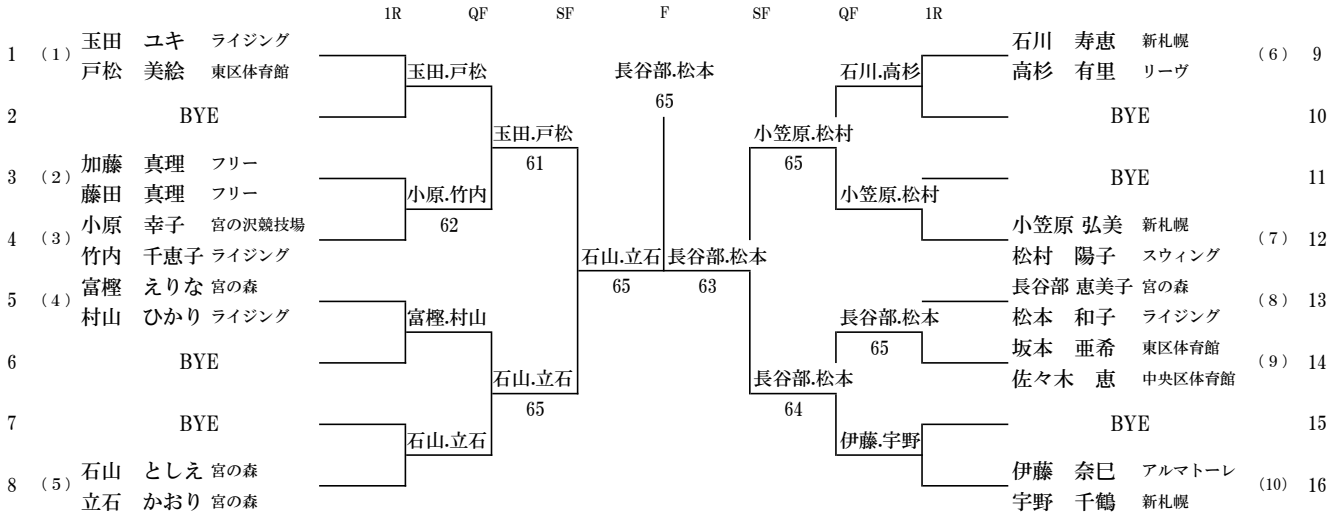 1R QF SF F SF QF 1R
1 (1) 玉田 ユキ ライジング
戸松 美絵 東区体育館
2 BYE
3 (2) 加藤 真理 フリー
藤田 真理 フリー
4 (3) 小原 幸子 宮の沢競技場
竹内 千恵子 ライジング
5 (4) 富樫 えりな 宮の森
村山 ひかり ライジング
6 BYE
7 BYE
8 (5) 石山 としえ 宮の森
立石 かおり 宮の森
玉田.戸松
小原.竹内
62
富樫.村山
石山.立石
玉田.戸松
61
石山.立石
65
石山.立石
65
長谷部.松本
65
長谷部.松本
63
小笠原.松村
65
長谷部.松本
64
石川.高杉
小笠原.松村
長谷部.松本
65
伊藤.宇野
石川 寿恵 新札幌 (6) 9
高杉 有里 リーヴ
BYE 10
BYE 11
小笠原 弘美 新札幌 (7) 12
松村 陽子 スウィング
長谷部 恵美子 宮の森 (8) 13
松本 和子 ライジング
坂本 亜希 東区体育館 (9) 14
佐々木 恵 中央区体育館
BYE 15
伊藤 奈巳 アルマトーレ (10) 16
宇野 千鶴 新札幌